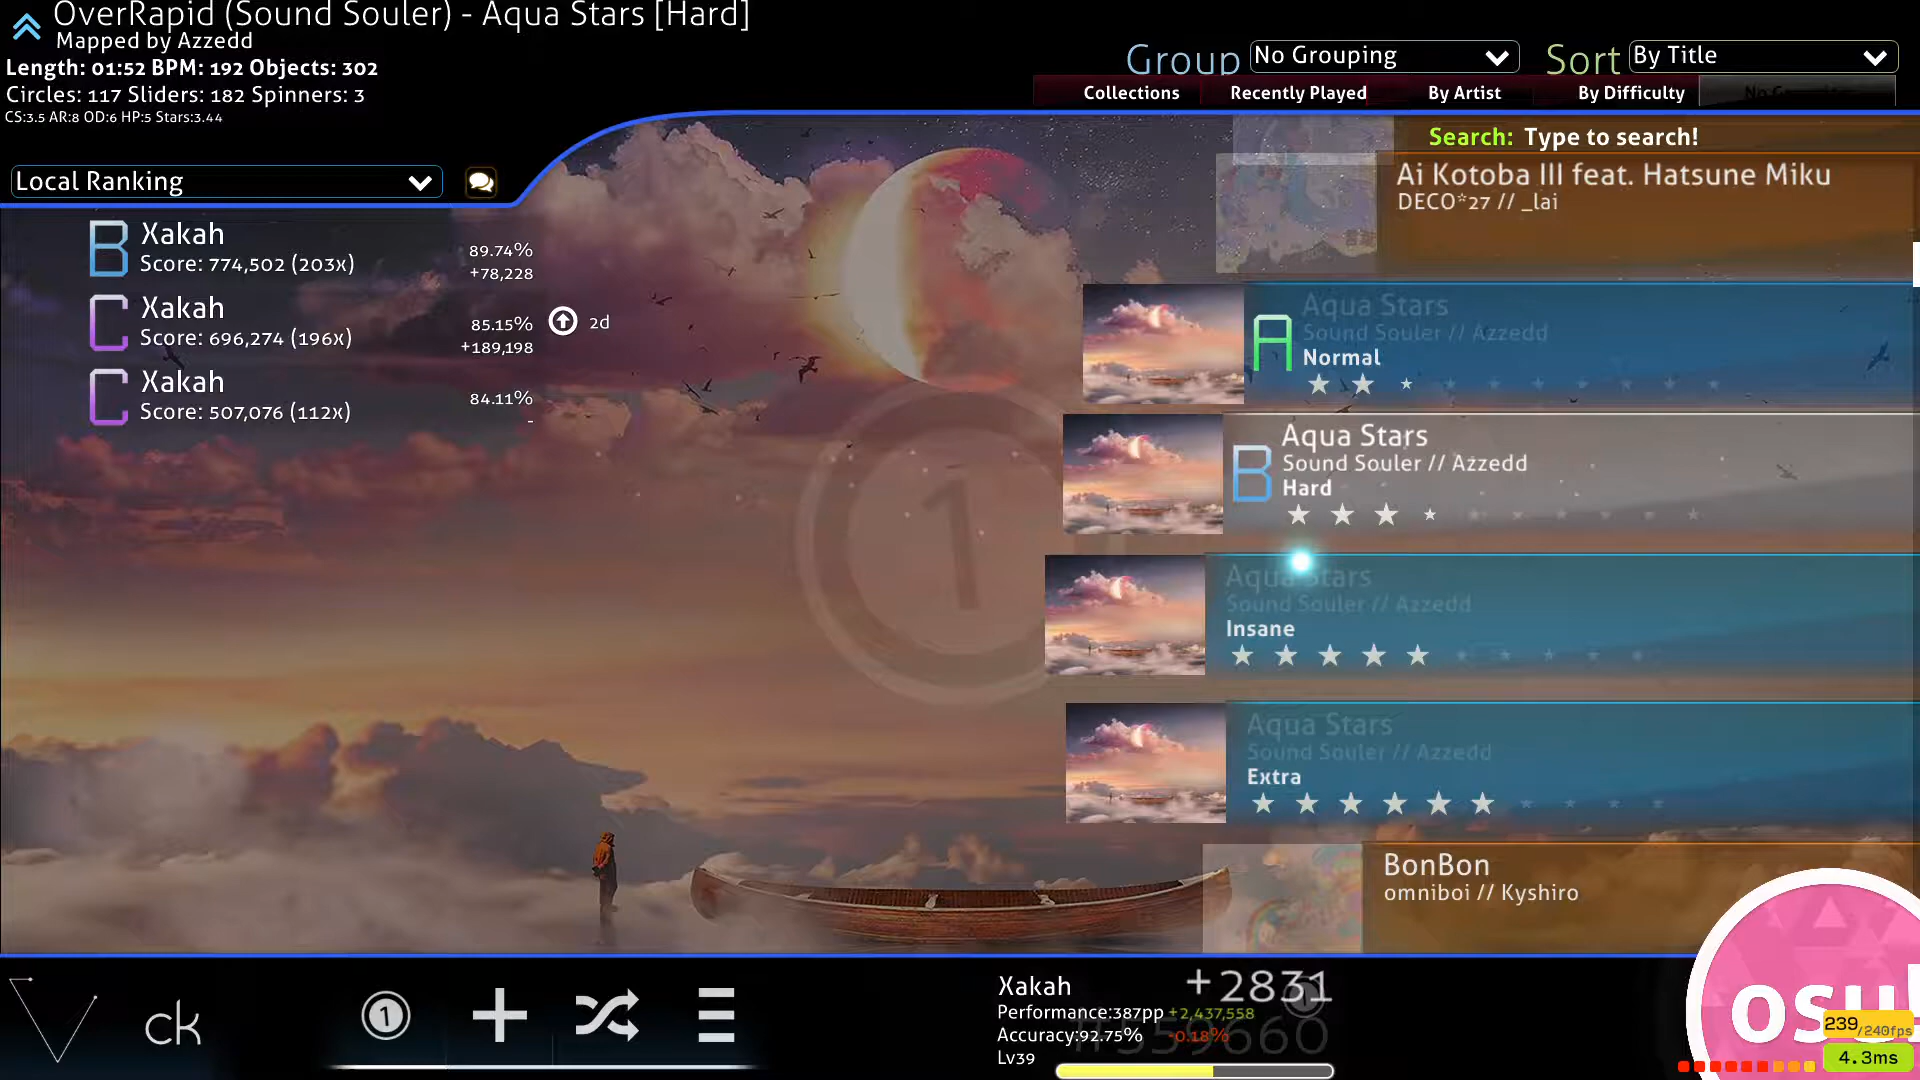 OverRapid (Sound Souler) - Aqua Stars [Hard]
Mapped by Azzedd
Length: 01:52 BPM: 192 Objects: 302
Circles: 117 Sliders: 182 Spinners: 3
CS:3.5 AR:8 OD:6 HP:5 Stars:3.44
Group No Grouping
Sort By Title
Collections Recently Played By Artist By Difficulty No Grouping
Search: Type to search!
Local Ranking
Xakah
Score: 774,502 (203x)
89.74%
+78,228
Xakah
Score: 696,274 (196x)
85.15%
+189,198
2d
Xakah
Score: 507,076 (112x)
84.11%
-
Ai Kotoba III feat. Hatsune Miku
DECO*27 // _lai
A
Aqua Stars
Sound Souler // Azzedd
Normal
B
Aqua Stars
Sound Souler // Azzedd
Hard
Aqua Stars
Sound Souler // Azzedd
Insane
Aqua Stars
Sound Souler // Azzedd
Extra
BonBon
omniboi // Kyshiro
B
C
C
1
ck
1
Xakah
+2831
Performance:387pp +2,437,558
Accuracy:92.75% -0.18%
Lv39
osu!
239/240fps
4.3ms